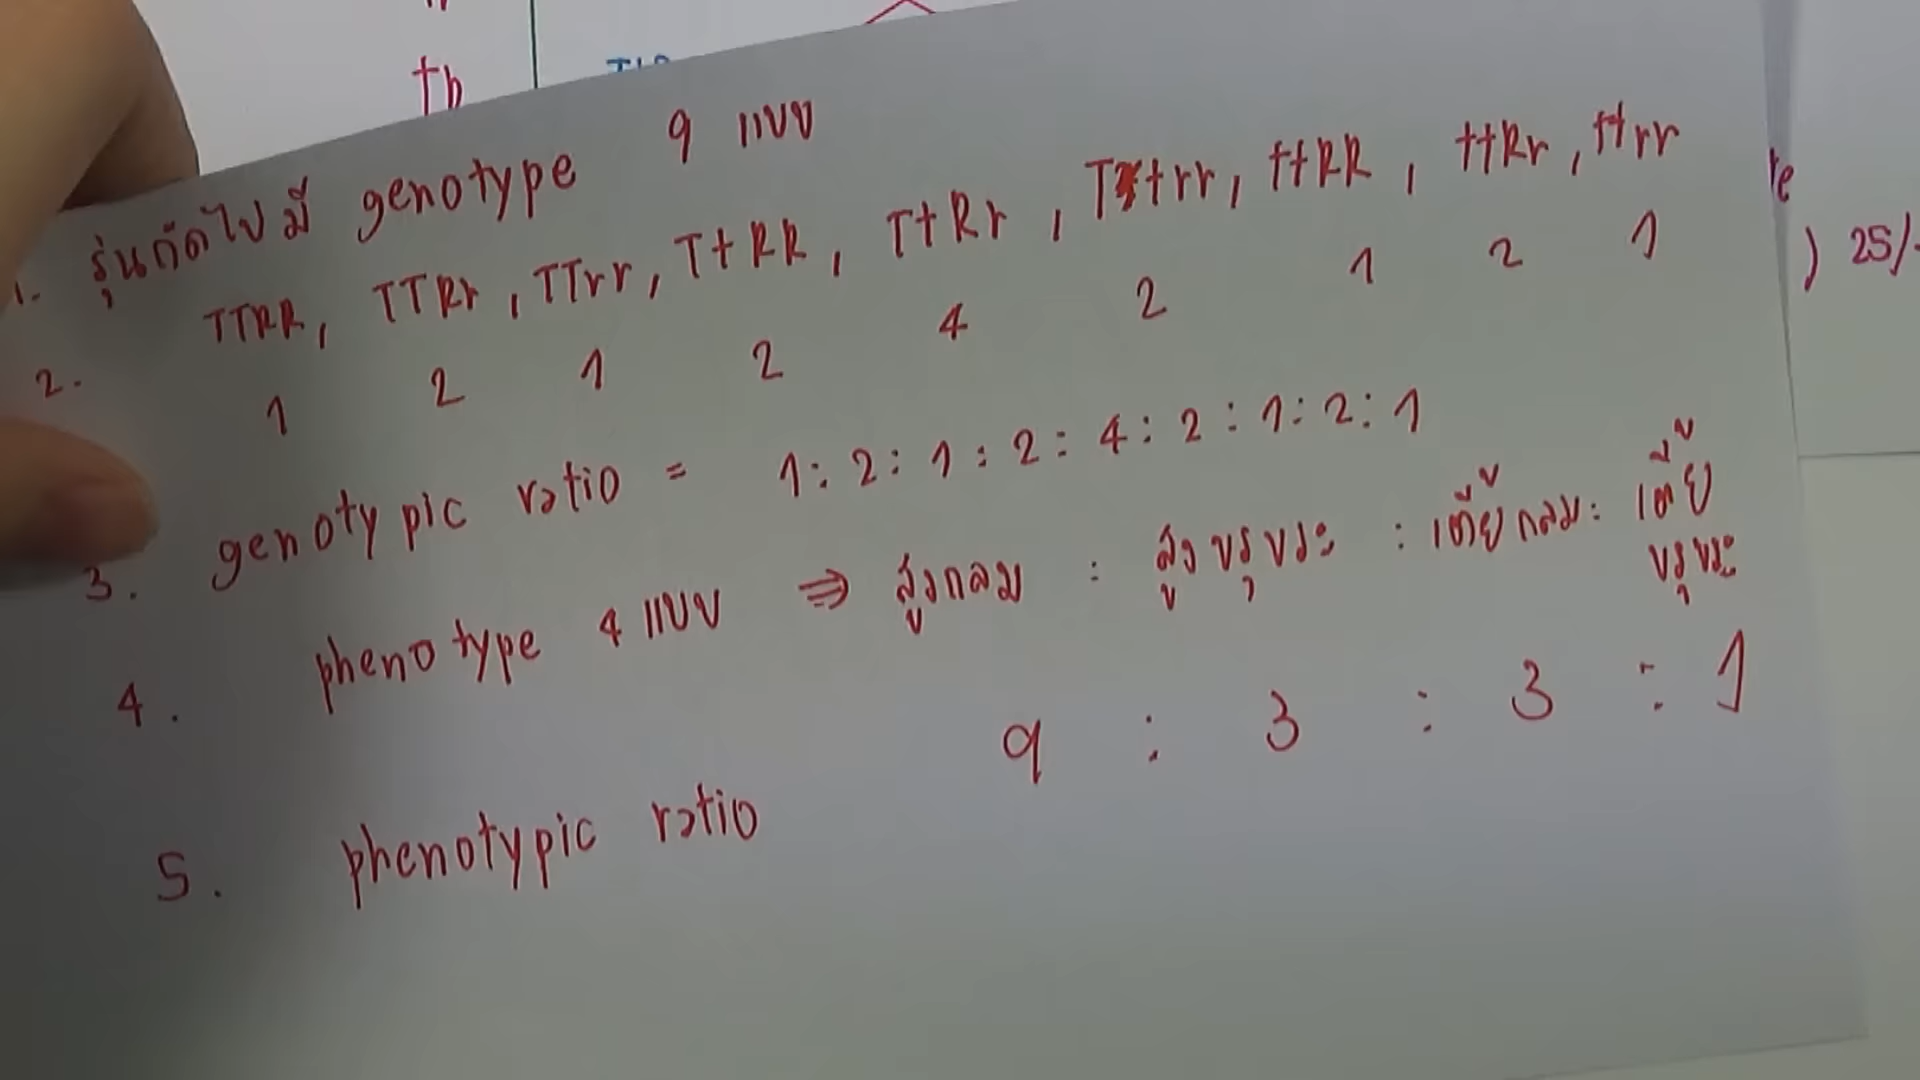 tb
1. รุ่นถัดไปมี genotype 9 แบบ
2. TTRR, TTRr, TTrr, TtRR, TtRr, Ttrr, ttRR, ttRr, ttrr
1 2 1 2 4 2 1 2 1
3. genotypic ratio = 1 : 2 : 1 : 2 : 4 : 2 : 1 : 2 : 1
4. phenotype 4 แบบ ⇒ สูงกลม : สูงขรุขระ : เตี้ยกลม : เตี้ยขรุขระ
9 : 3 : 3 : 1
5. phenotypic ratio
) 25/